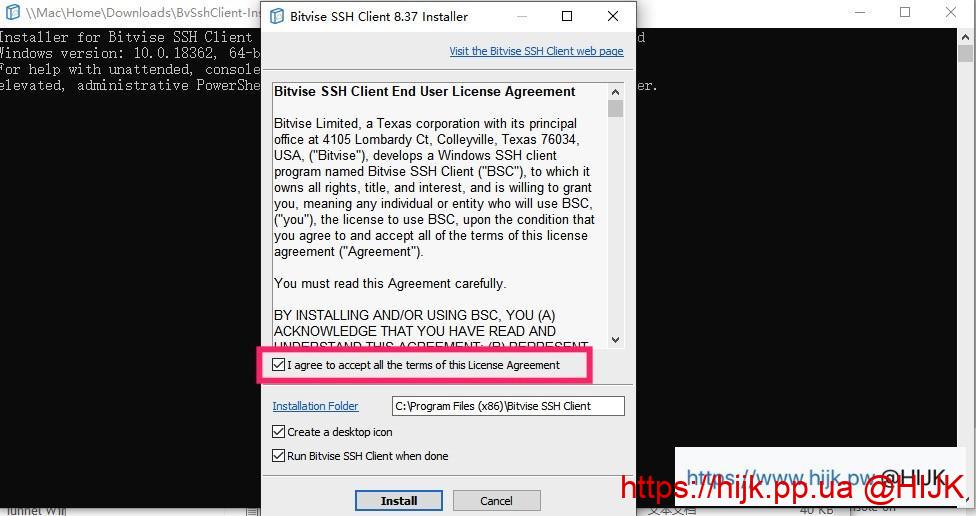 \\Mac\Home\Downloads\BvSshClient-Ins
Bitvise SSH Client 8.37 Installer
Installer for Bitvise SSH Client
Windows version: 10.0.18362, 64-b
For help with unattended, console
elevated, administrative PowerShe
er.
Visit the Bitvise SSH Client web page
Bitvise SSH Client End User License Agreement
Bitvise Limited, a Texas corporation with its principal
office at 4105 Lombardy Ct, Colleyville, Texas 76034,
USA, ("Bitvise"), develops a Windows SSH client
program named Bitvise SSH Client ("BSC"), to which it
owns all rights, title, and interest, and is willing to grant
you, meaning any individual or entity who will use BSC,
("you"), the license to use BSC, upon the condition that
you agree to and accept all of the terms of this license
agreement ("Agreement").
You must read this Agreement carefully.
BY INSTALLING AND/OR USING BSC, YOU (A)
ACKNOWLEDGE THAT YOU HAVE READ AND
UNDERSTAND THIS AGREEMENT; (B) REPRESENT
I agree to accept all the terms of this License Agreement
Installation Folder
C:\Program Files (x86)\Bitvise SSH Client
Create a desktop icon
Run Bitvise SSH Client when done
Install
Cancel
https://www.hijk.pw @HIJK
https://hijk.pp.ua @HIJK
文本文档
40 KB